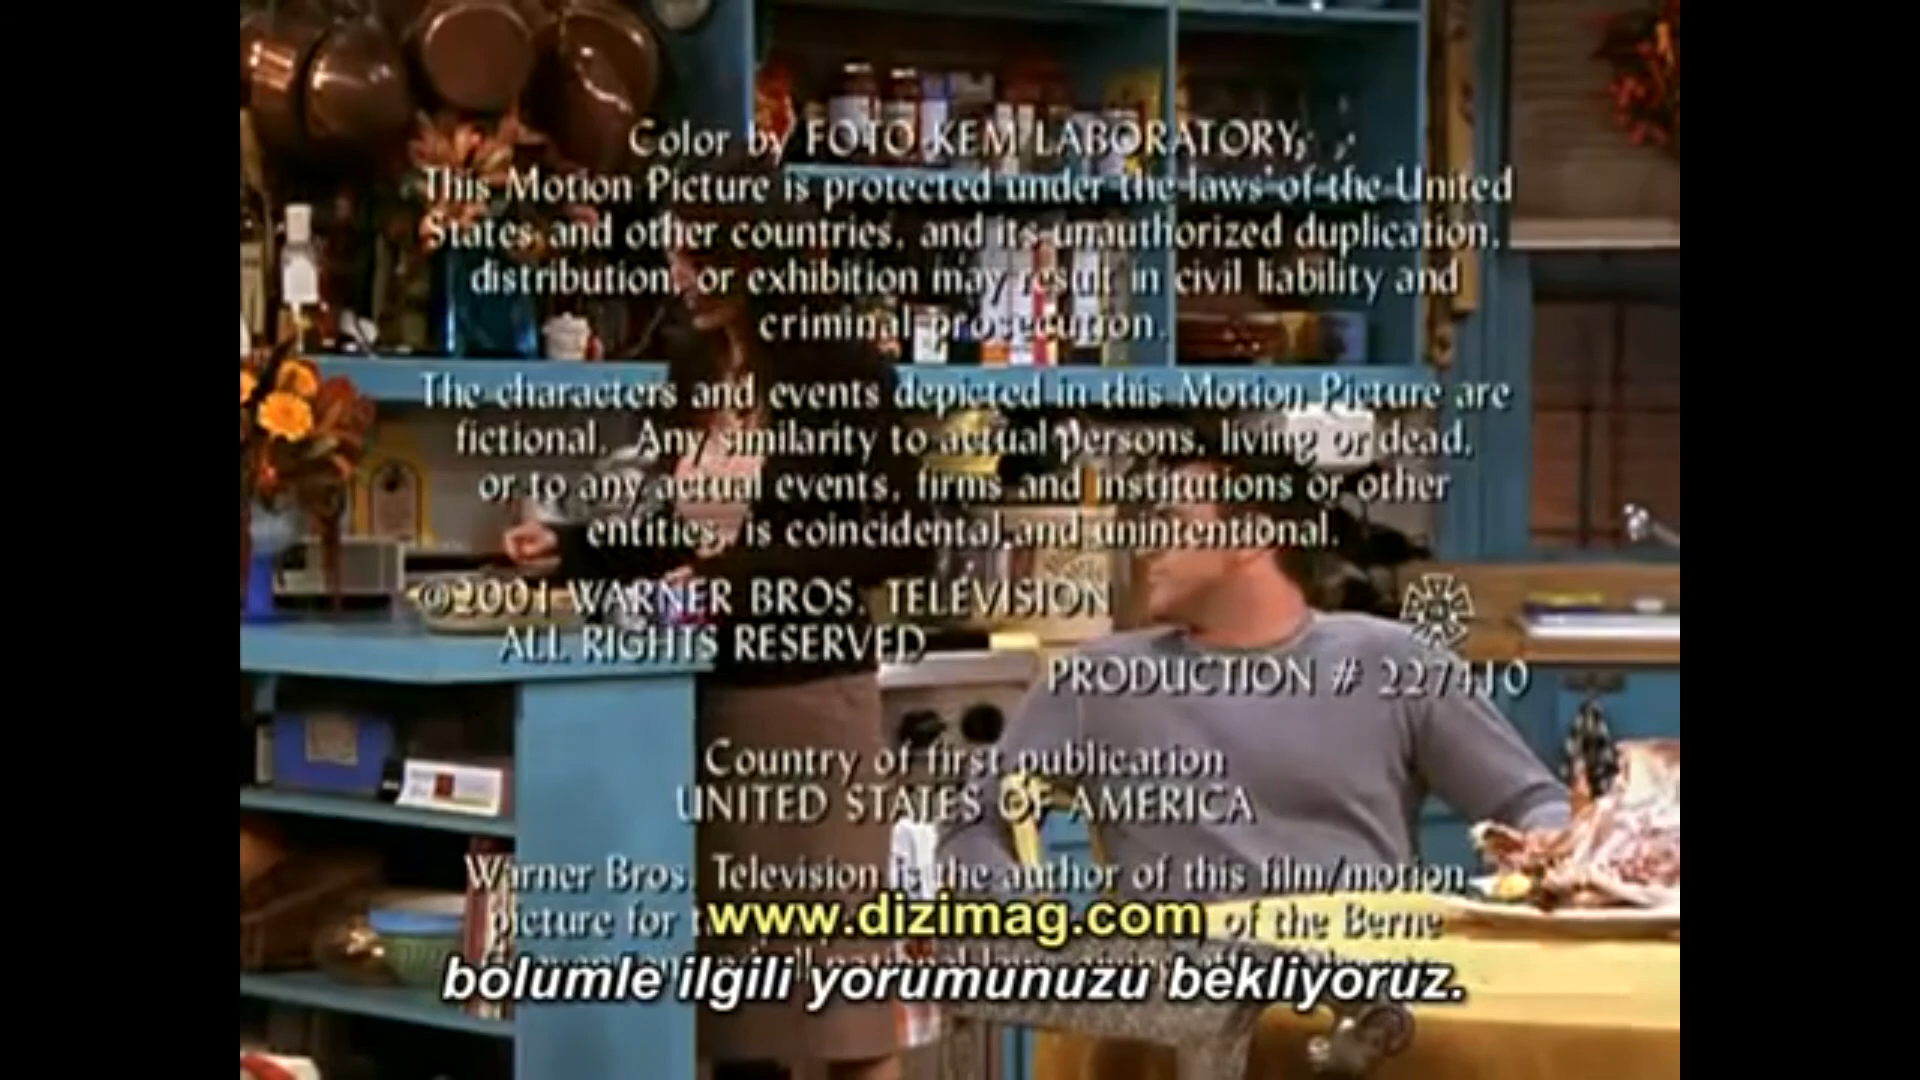 Color by FOTO-KEM LABORATORY
This Motion Picture is protected under the laws of the United
States and other countries, and its unauthorized duplication,
distribution, or exhibition may result in civil liability and
criminal prosecution.
The characters and events depicted in this Motion Picture are
fictional. Any similarity to actual persons, living or dead,
or to any actual events, firms and institutions or other
entities, is coincidental and unintentional.
©2001 WARNER BROS. TELEVISION
ALL RIGHTS RESERVED
PRODUCTION # 227410
Country of first publication
UNITED STATES OF AMERICA
Warner Bros. Television is the author of this film/motion
picture for www.dizimag.com of the Berne
bölümle ilgili yorumunuzu bekliyoruz.